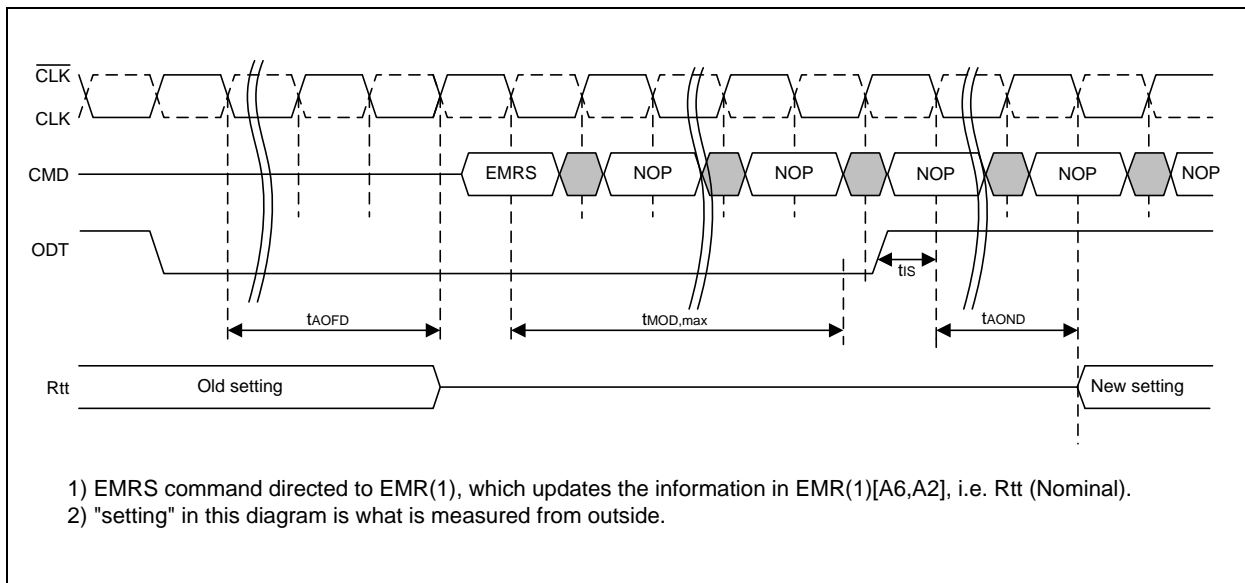 CLK
CLK
CMD
EMRS
NOP
NOP
NOP
NOP
NOP
ODT
tIS
tAOFD
tMOD,max
tAOND
Rtt
Old setting
New setting
1) EMRS command directed to EMR(1), which updates the information in EMR(1)[A6,A2], i.e. Rtt (Nominal).
2) "setting" in this diagram is what is measured from outside.